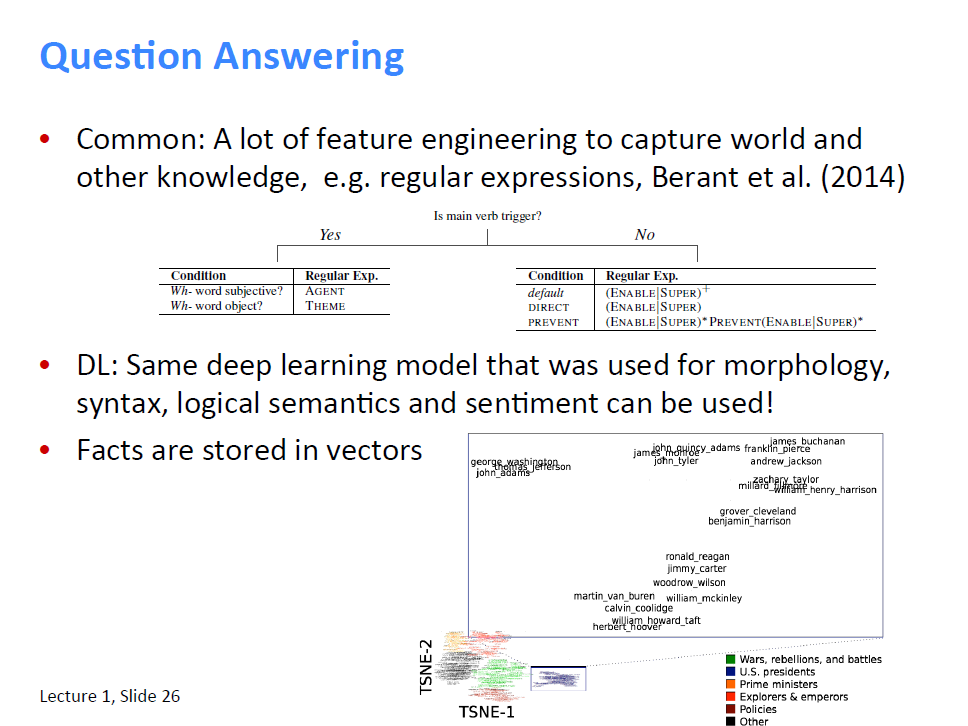 Question Answering
• Common: A lot of feature engineering to capture world and
other knowledge, e.g. regular expressions, Berant et al. (2014)
Is main verb trigger?
Yes
No
Condition Regular Exp.
Wh- word subjective? AGENT
Wh- word object? THEME
Condition Regular Exp.
default (ENABLE|SUPER)+
DIRECT (ENABLE|SUPER)
PREVENT (ENABLE|SUPER)*PREVENT(ENABLE|SUPER)*
• DL: Same deep learning model that was used for morphology,
syntax, logical semantics and sentiment can be used!
• Facts are stored in vectors
james_buchanan
john_quincy_adams franklin_pierce
james_monroe
john_tyler
andrew_jackson
george_washington
thomas_jefferson
john_adams
zachary_taylor
millard_fillmore
william_henry_harrison
grover_cleveland
benjamin_harrison
ronald_reagan
jimmy_carter
woodrow_wilson
martin_van_buren william_mckinley
calvin_coolidge
william_howard_taft
herbert_hoover
TSNE-2
TSNE-1
Wars, rebellions, and battles
U.S. presidents
Prime ministers
Explorers & emperors
Policies
Other
Lecture 1, Slide 26